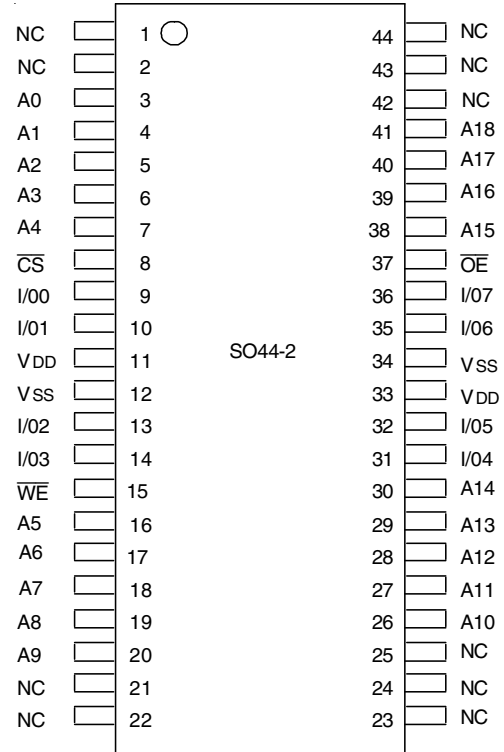 NC 1 44 NC
NC 2 43 NC
A0 3 42 NC
A1 4 41 A18
A2 5 40 A17
A3 6 39 A16
A4 7 38 A15
C̅S̅ 8 37 O̅E̅
I/00 9 36 I/07
I/01 10 35 I/06
SO44-2
VDD 11 34 VSS
VSS 12 33 VDD
I/02 13 32 I/05
I/03 14 31 I/04
W̅E̅ 15 30 A14
A5 16 29 A13
A6 17 28 A12
A7 18 27 A11
A8 19 26 A10
A9 20 25 NC
NC 21 24 NC
NC 22 23 NC